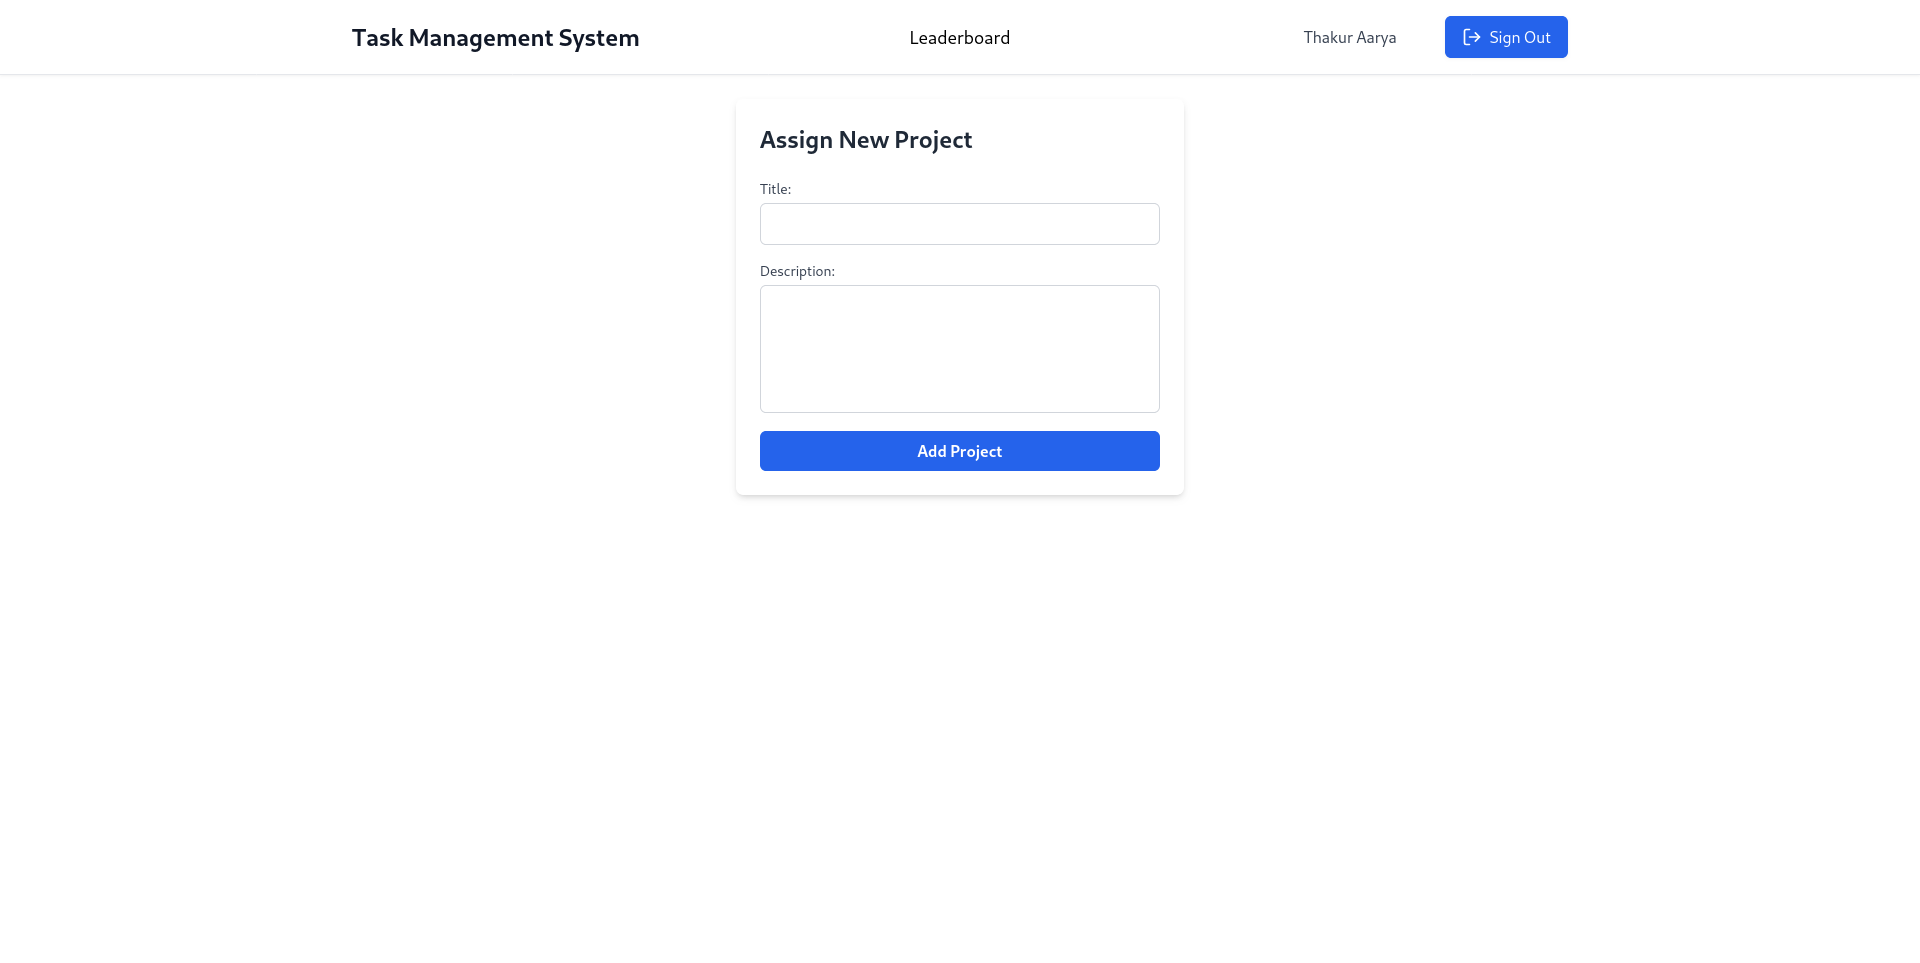 Task Management System
Leaderboard
Thakur Aarya
Sign Out
Assign New Project
Title:
Description:
Add Project